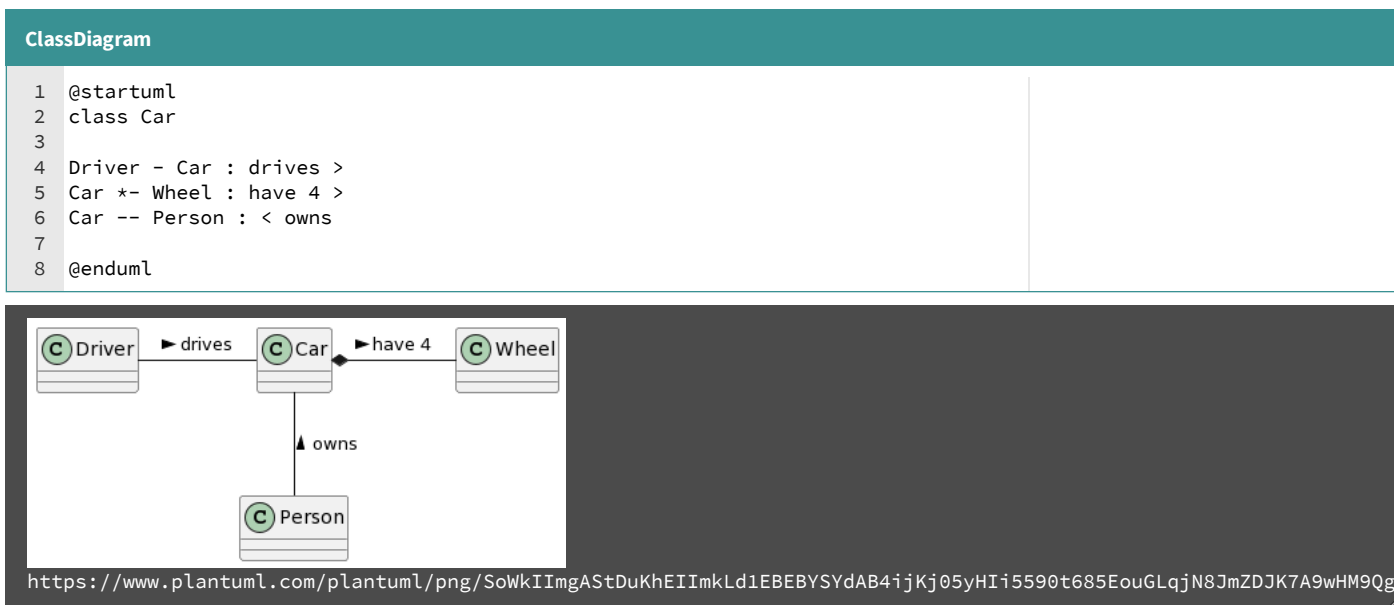 ClassDiagram
1 @startuml
2 class Car
3
4 Driver - Car : drives >
5 Car *- Wheel : have 4 >
6 Car -- Person : < owns
7
8 @enduml
C Driver ► drives C Car ► have 4 C Wheel
▲ owns
C Person
https://www.plantuml.com/plantuml/png/SoWkIImgAStDuKhEIImkLd1EBEBYSYdAB4ijKj05yHIi5590t685EouGLqjN8JmZDJK7A9wHM9Qg